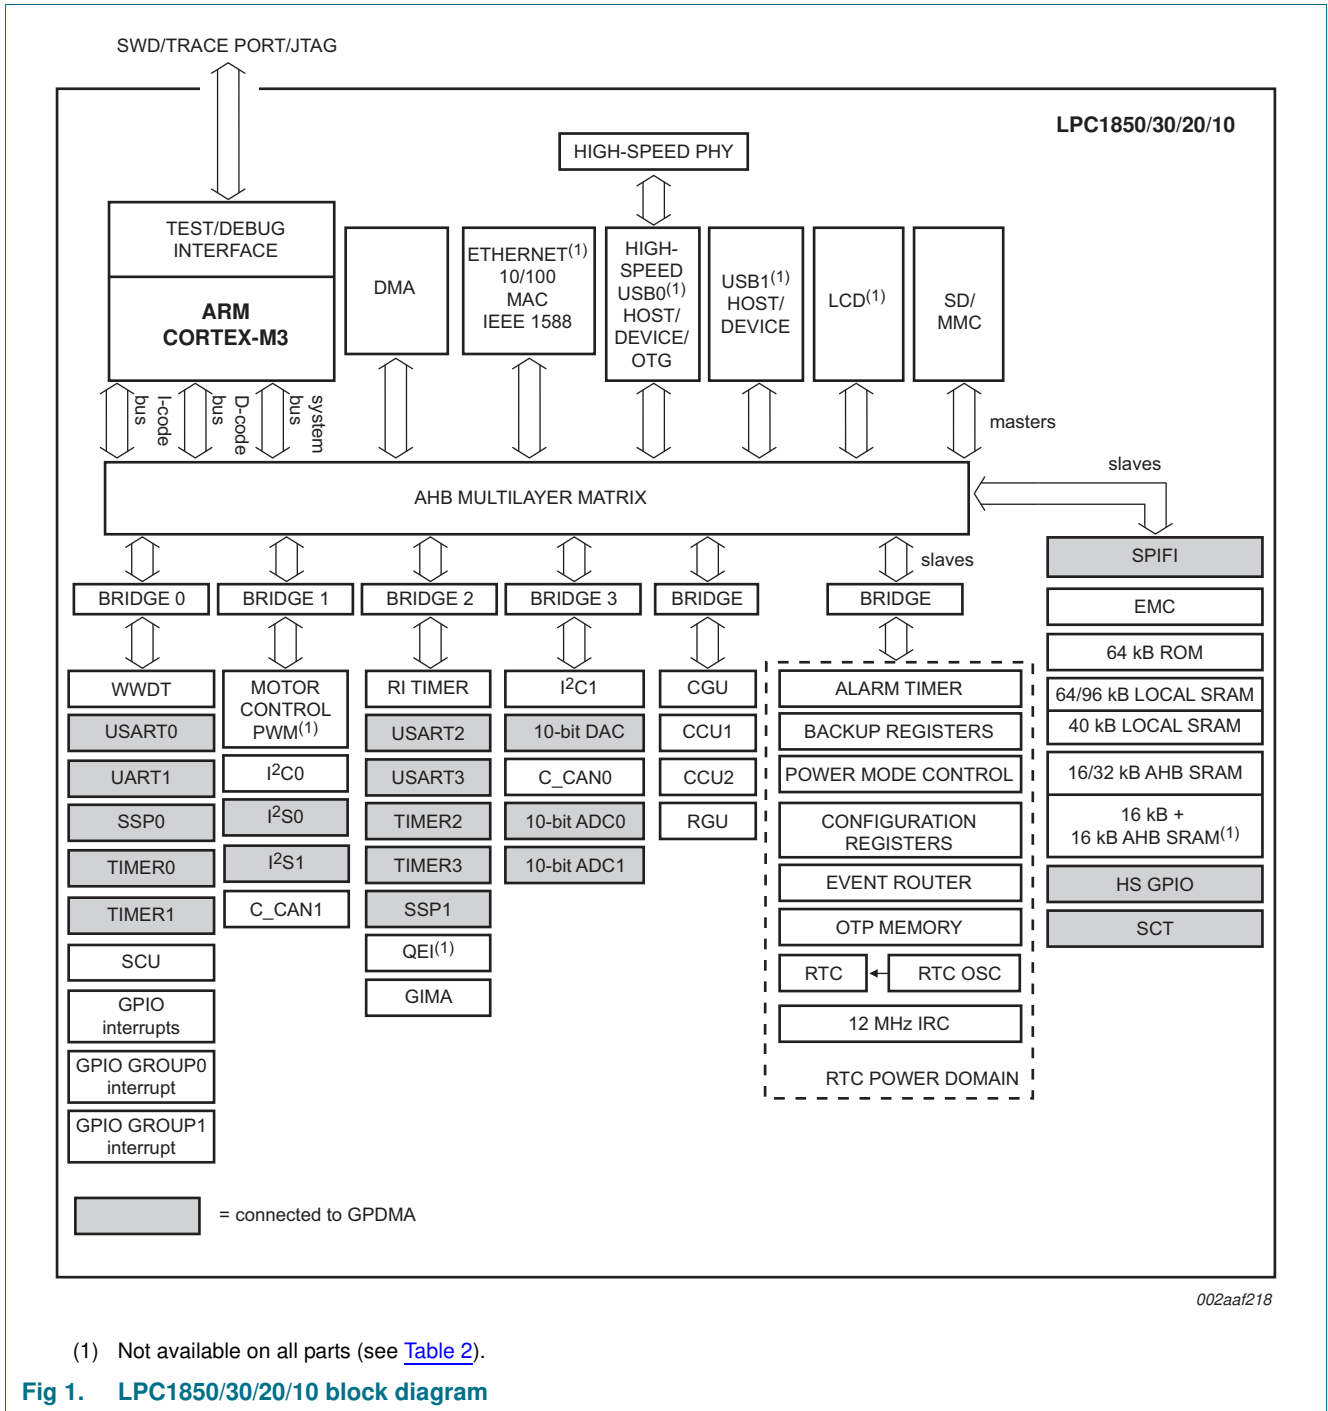 SWD/TRACE PORT/JTAG
LPC1850/30/20/10
HIGH-SPEED PHY
TEST/DEBUG
INTERFACE
ARM
CORTEX-M3
DMA
ETHERNET(1)
10/100
MAC
IEEE 1588
HIGH-
SPEED
USB0(1)
HOST/
DEVICE/
OTG
USB1(1)
HOST/
DEVICE
LCD(1)
SD/
MMC
I-code
bus
D-code
bus
system
bus
masters
slaves
AHB MULTILAYER MATRIX
slaves
BRIDGE 0
BRIDGE 1
BRIDGE 2
BRIDGE 3
BRIDGE
BRIDGE
WWDT
USART0
UART1
SSP0
TIMER0
TIMER1
SCU
GPIO
interrupts
GPIO GROUP0
interrupt
GPIO GROUP1
interrupt
MOTOR
CONTROL
PWM(1)
I2C0
I2S0
I2S1
C_CAN1
RI TIMER
USART2
USART3
TIMER2
TIMER3
SSP1
QEI(1)
GIMA
I2C1
10-bit DAC
C_CAN0
10-bit ADC0
10-bit ADC1
CGU
CCU1
CCU2
RGU
ALARM TIMER
BACKUP REGISTERS
POWER MODE CONTROL
CONFIGURATION
REGISTERS
EVENT ROUTER
OTP MEMORY
RTC
RTC OSC
12 MHz IRC
RTC POWER DOMAIN
SPIFI
EMC
64 kB ROM
64/96 kB LOCAL SRAM
40 kB LOCAL SRAM
16/32 kB AHB SRAM
16 kB +
16 kB AHB SRAM(1)
HS GPIO
SCT
= connected to GPDMA
002aaf218
(1) Not available on all parts (see Table 2).
Fig 1. LPC1850/30/20/10 block diagram